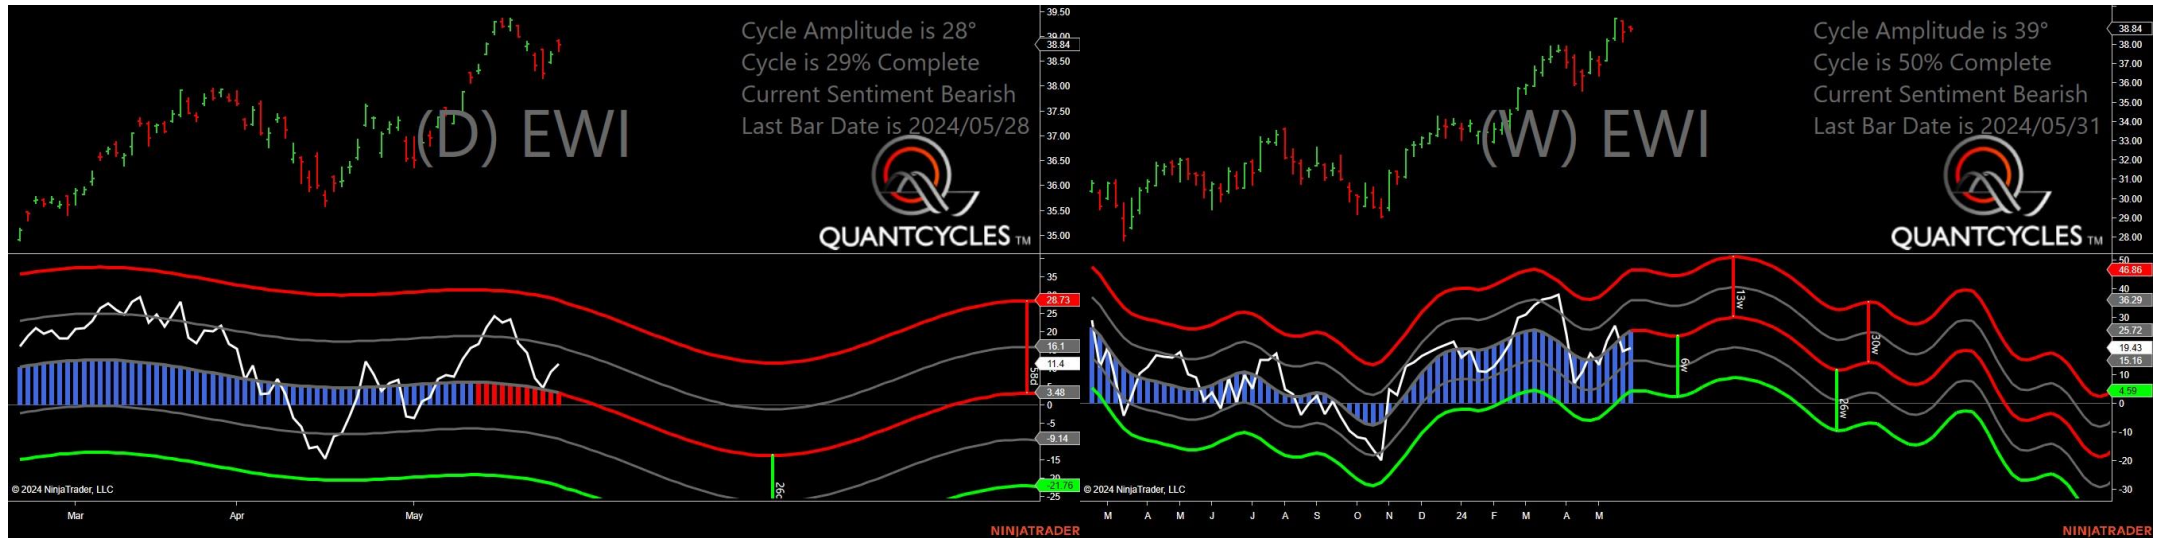 39.50
39.00
38.84
38.50
38.00
37.50
37.00
36.50
36.00
35.50
35.00
Cycle Amplitude is 28°
Cycle is 29% Complete
Current Sentiment Bearish
Last Bar Date is 2024/05/28
(D) EWI
QUANTCYCLES TM
35
28.73
25
20
16.1
11.4
5
3.48
0
-5
-9.14
-15
-21.76
-25
58d
© 2024 NinjaTrader, LLC
Mar Apr May
NINJATRADER
38.84
38.00
37.00
36.00
35.00
34.00
33.00
32.00
31.00
30.00
29.00
28.00
Cycle Amplitude is 39°
Cycle is 50% Complete
Current Sentiment Bearish
Last Bar Date is 2024/05/31
(W) EWI
QUANTCYCLES TM
50
46.86
40
36.29
30
25.72
19.43
15.16
10
4.59
0
-10
-20
-30
6w
13w
26w
30w
© 2024 NinjaTrader, LLC
M A M J J A S O N D 24 F M A M
NINJATRADER